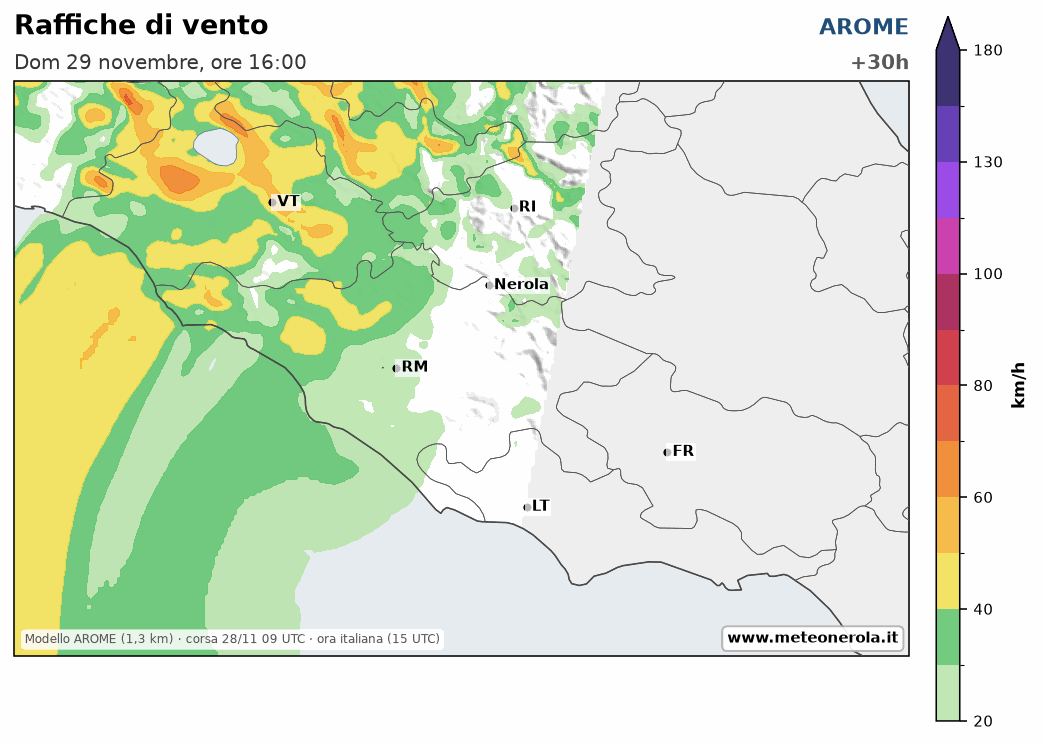 Raffiche di vento
AROME
Dom 29 novembre, ore 16:00
+30h
180
130
100
80
60
40
20
km/h
VT
RI
Nerola
RM
FR
LT
Modello AROME (1,3 km) · corsa 28/11 09 UTC · ora italiana (15 UTC)
www.meteonerola.it